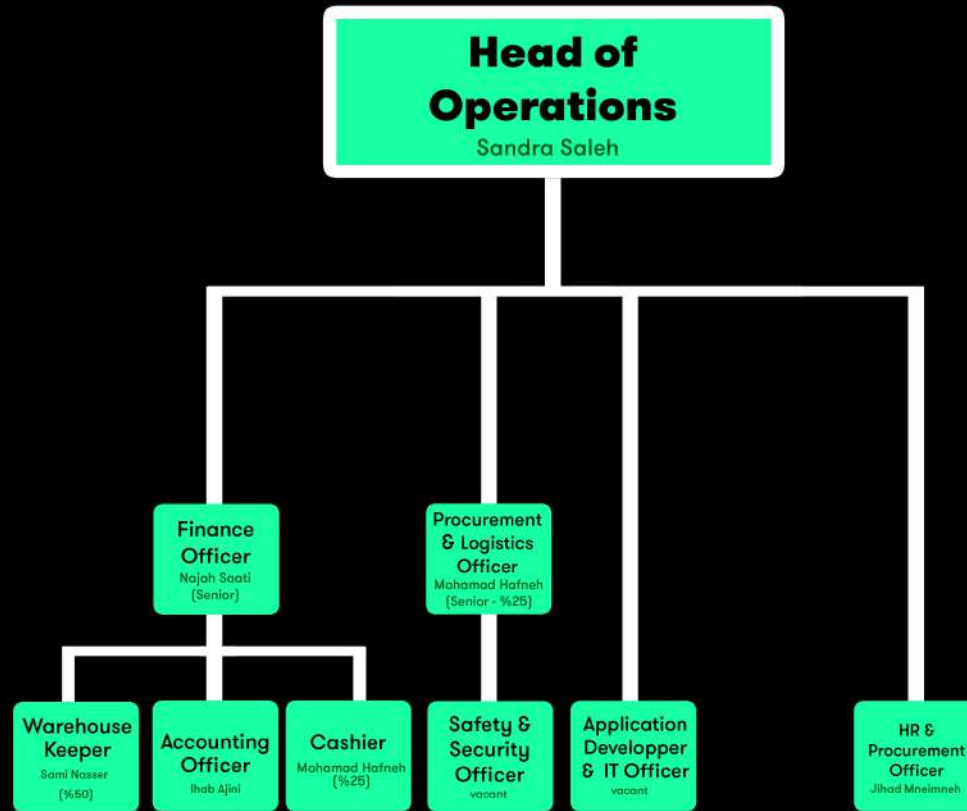 Head of
Operations
Sandra Saleh
Finance
Officer
Najah Saati
(Senior)
Procurement
& Logistics
Officer
Mohamad Hafneh
(Senior - %25)
Warehouse
Keeper
Sami Nasser
(%50)
Accounting
Officer
Ihab Ajini
Cashier
Mohamad Hafneh
(%25)
Safety &
Security
Officer
vacant
Application
Developper
& IT Officer
vacant
HR &
Procurement
Officer
Jihad Mneimneh